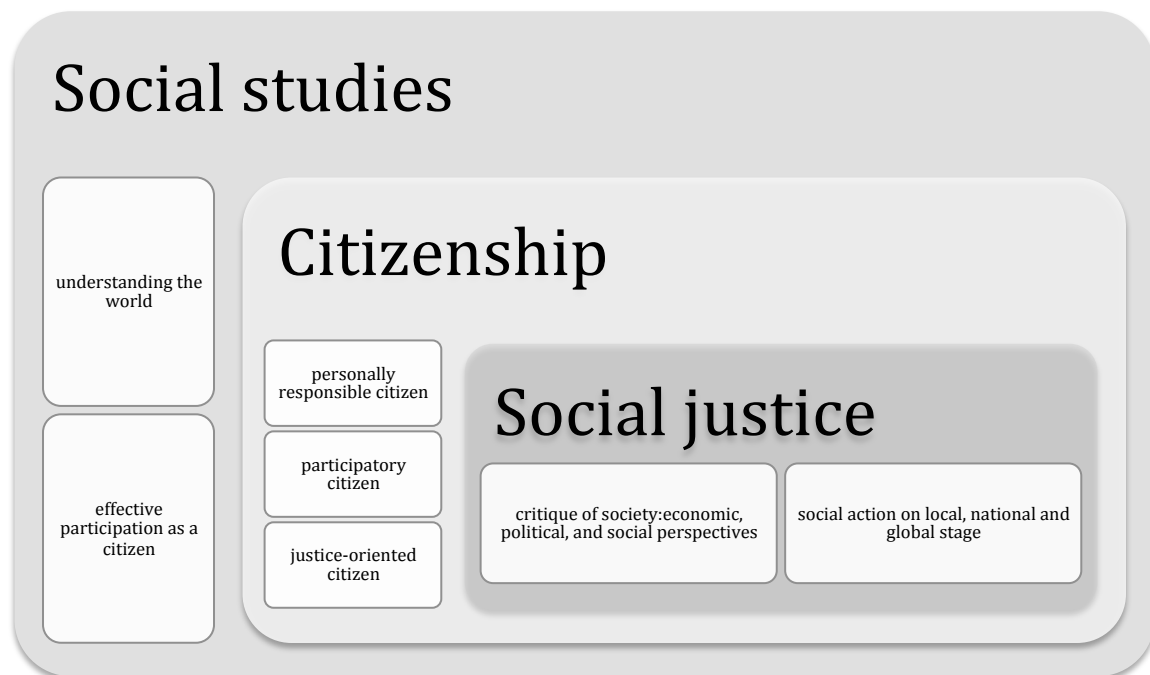 Social studies
understanding the
world
effective
participation as a
citizen
Citizenship
personally
responsible citizen
participatory
citizen
justice-oriented
citizen
Social justice
critique of society:economic,
political, and social perspectives
social action on local, national and
global stage